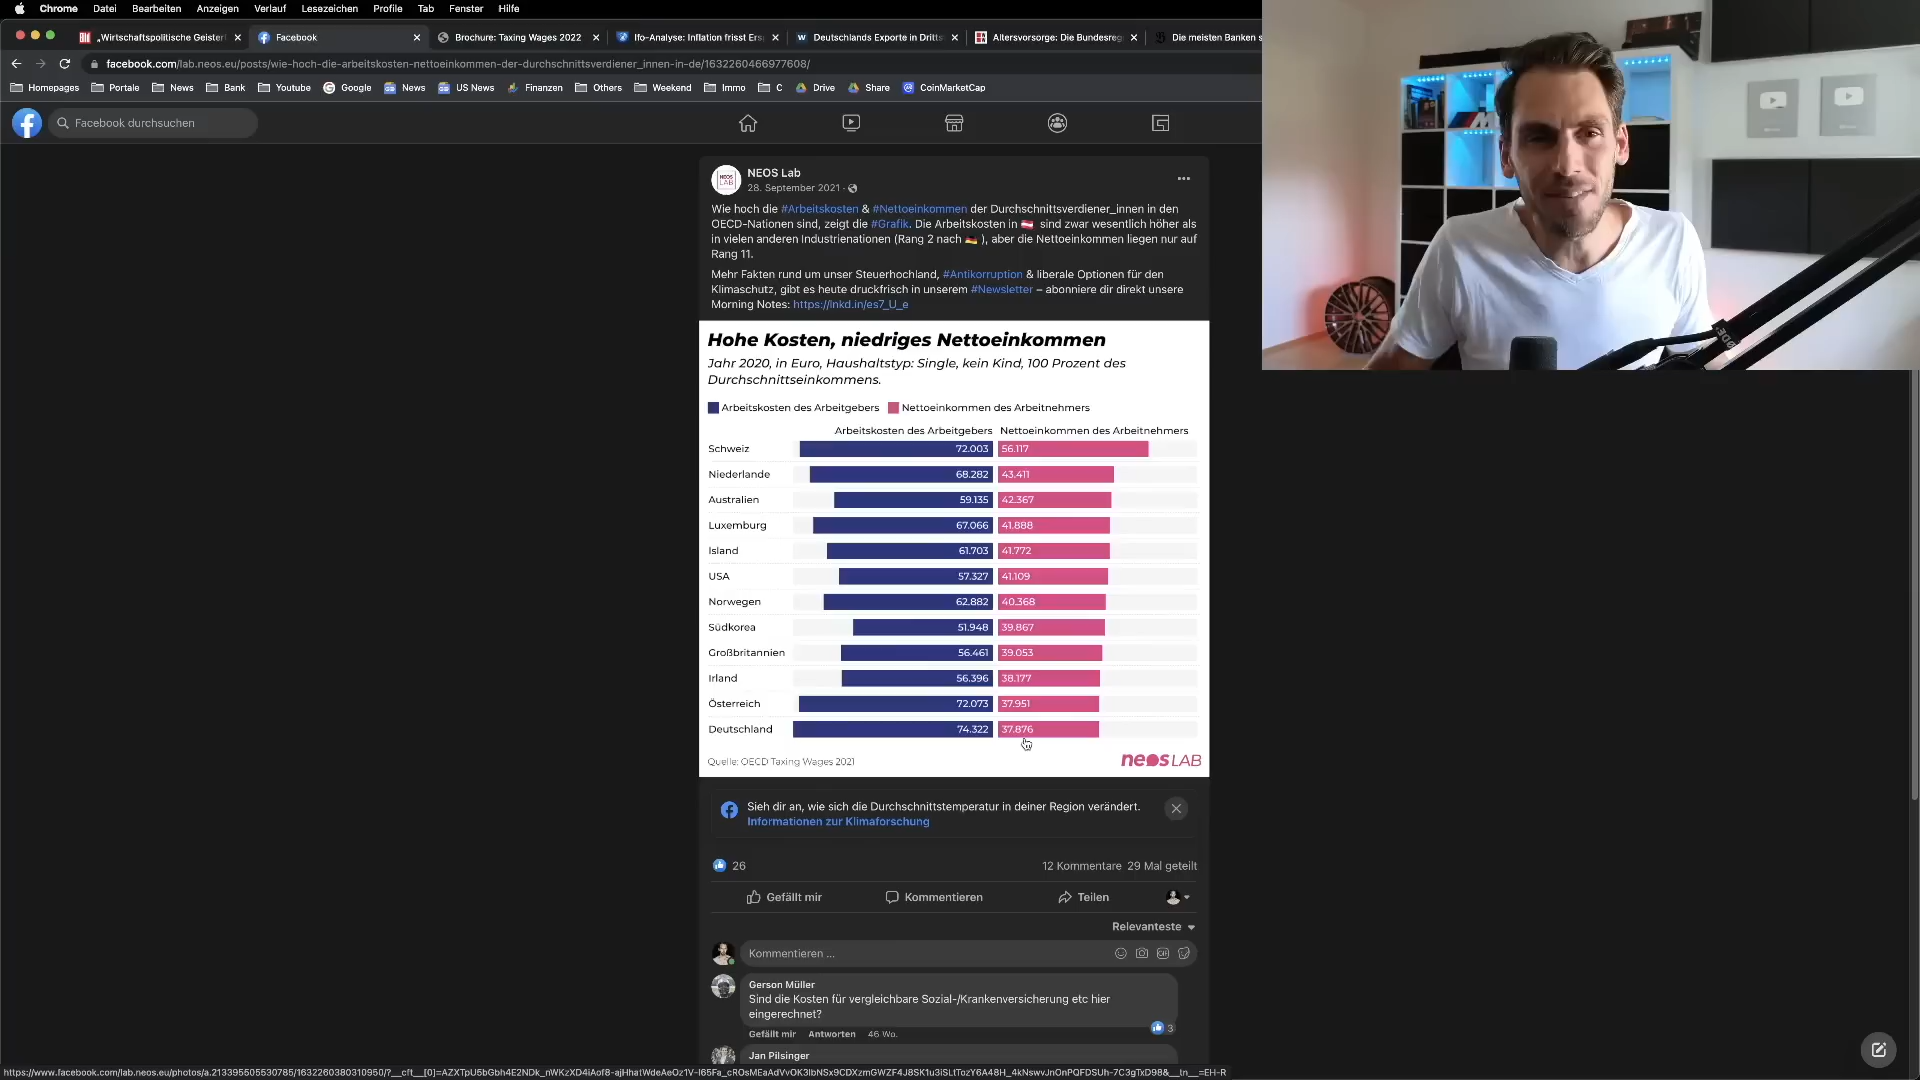 Chrome Datei Bearbeiten Anzeigen Verlauf Lesezeichen Profile Tab Fenster Hilfe
„Wirtschaftspolitische Geister
Facebook
Brochure: Taxing Wages 2022
Ifo-Analyse: Inflation frisst Ers
Deutschlands Exporte in Dritts
Altersvorsorge: Die Bundesreg
Die meisten Banken s
facebook.com/lab.neos.eu/posts/wie-hoch-die-arbeitskosten-nettoeinkommen-der-durchschnittsverdiener_innen-in-de/1632260466977608/
Homepages Portale News Bank Youtube Google News US News Finanzen Others Weekend Immo C Drive Share CoinMarketCap
Facebook durchsuchen
NEOS Lab
28. September 2021
Wie hoch die #Arbeitskosten & #Nettoeinkommen der Durchschnittsverdiener_innen in den
OECD-Nationen sind, zeigt die #Grafik. Die Arbeitskosten in 🇦🇹 sind zwar wesentlich höher als
in vielen anderen Industrienationen (Rang 2 nach 🇩🇪 ), aber die Nettoeinkommen liegen nur auf
Rang 11.
Mehr Fakten rund um unser Steuerhochland, #Antikorruption & liberale Optionen für den
Klimaschutz, gibt es heute druckfrisch in unserem #Newsletter – abonniere dir direkt unsere
Morning Notes: https://lnkd.in/es7_U_e
Hohe Kosten, niedriges Nettoeinkommen
Jahr 2020, in Euro, Haushaltstyp: Single, kein Kind, 100 Prozent des
Durchschnittseinkommens.
Arbeitskosten des Arbeitgebers Nettoeinkommen des Arbeitnehmers
Arbeitskosten des Arbeitgebers Nettoeinkommen des Arbeitnehmers
Schweiz 72.003 56.117
Niederlande 68.282 43.411
Australien 59.135 42.367
Luxemburg 67.066 41.888
Island 61.703 41.772
USA 57.327 41.109
Norwegen 62.882 40.368
Südkorea 51.948 39.867
Großbritannien 56.461 39.053
Irland 56.396 38.177
Österreich 72.073 37.951
Deutschland 74.322 37.876
Quelle: OECD Taxing Wages 2021
neos LAB
Sieh dir an, wie sich die Durchschnittstemperatur in deiner Region verändert.
Informationen zur Klimaforschung
26
12 Kommentare 29 Mal geteilt
Gefällt mir Kommentieren Teilen
Relevanteste
Kommentieren ...
Gerson Müller
Sind die Kosten für vergleichbare Sozial-/Krankenversicherung etc hier
eingerechnet?
3
Gefällt mir Antworten 46 Wo.
Jan Pilsinger